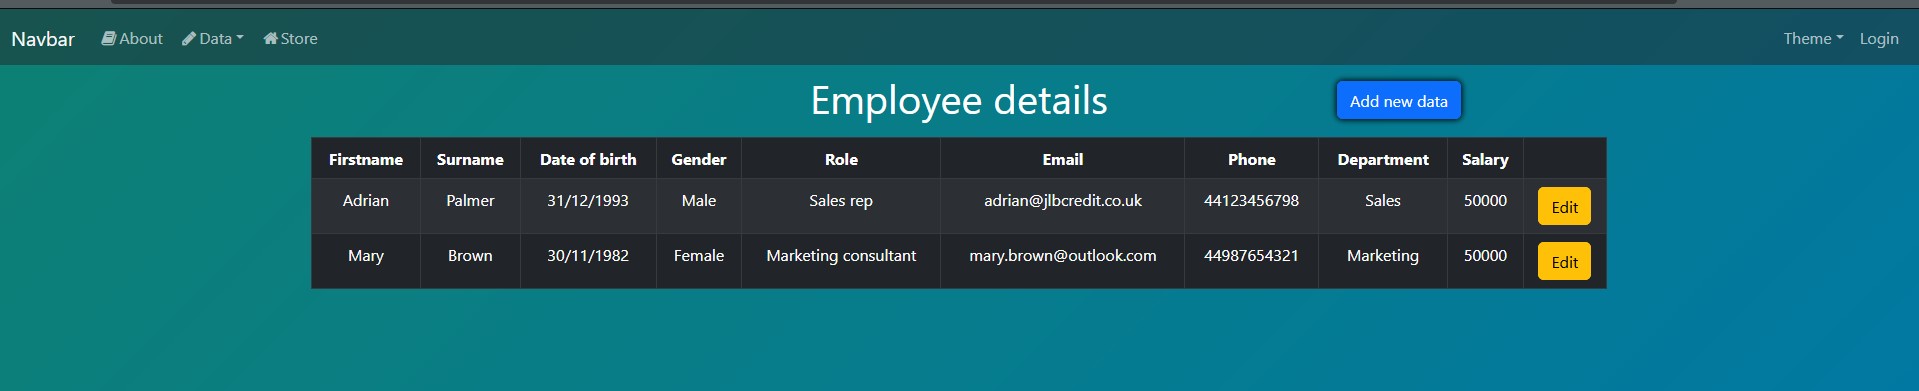 Navbar About Data Store Theme Login
Employee details Add new data
Firstname Surname Date of birth Gender Role Email Phone Department Salary
Adrian Palmer 31/12/1993 Male Sales rep adrian@jlbcredit.co.uk 44123456798 Sales 50000 Edit
Mary Brown 30/11/1982 Female Marketing consultant mary.brown@outlook.com 44987654321 Marketing 50000 Edit